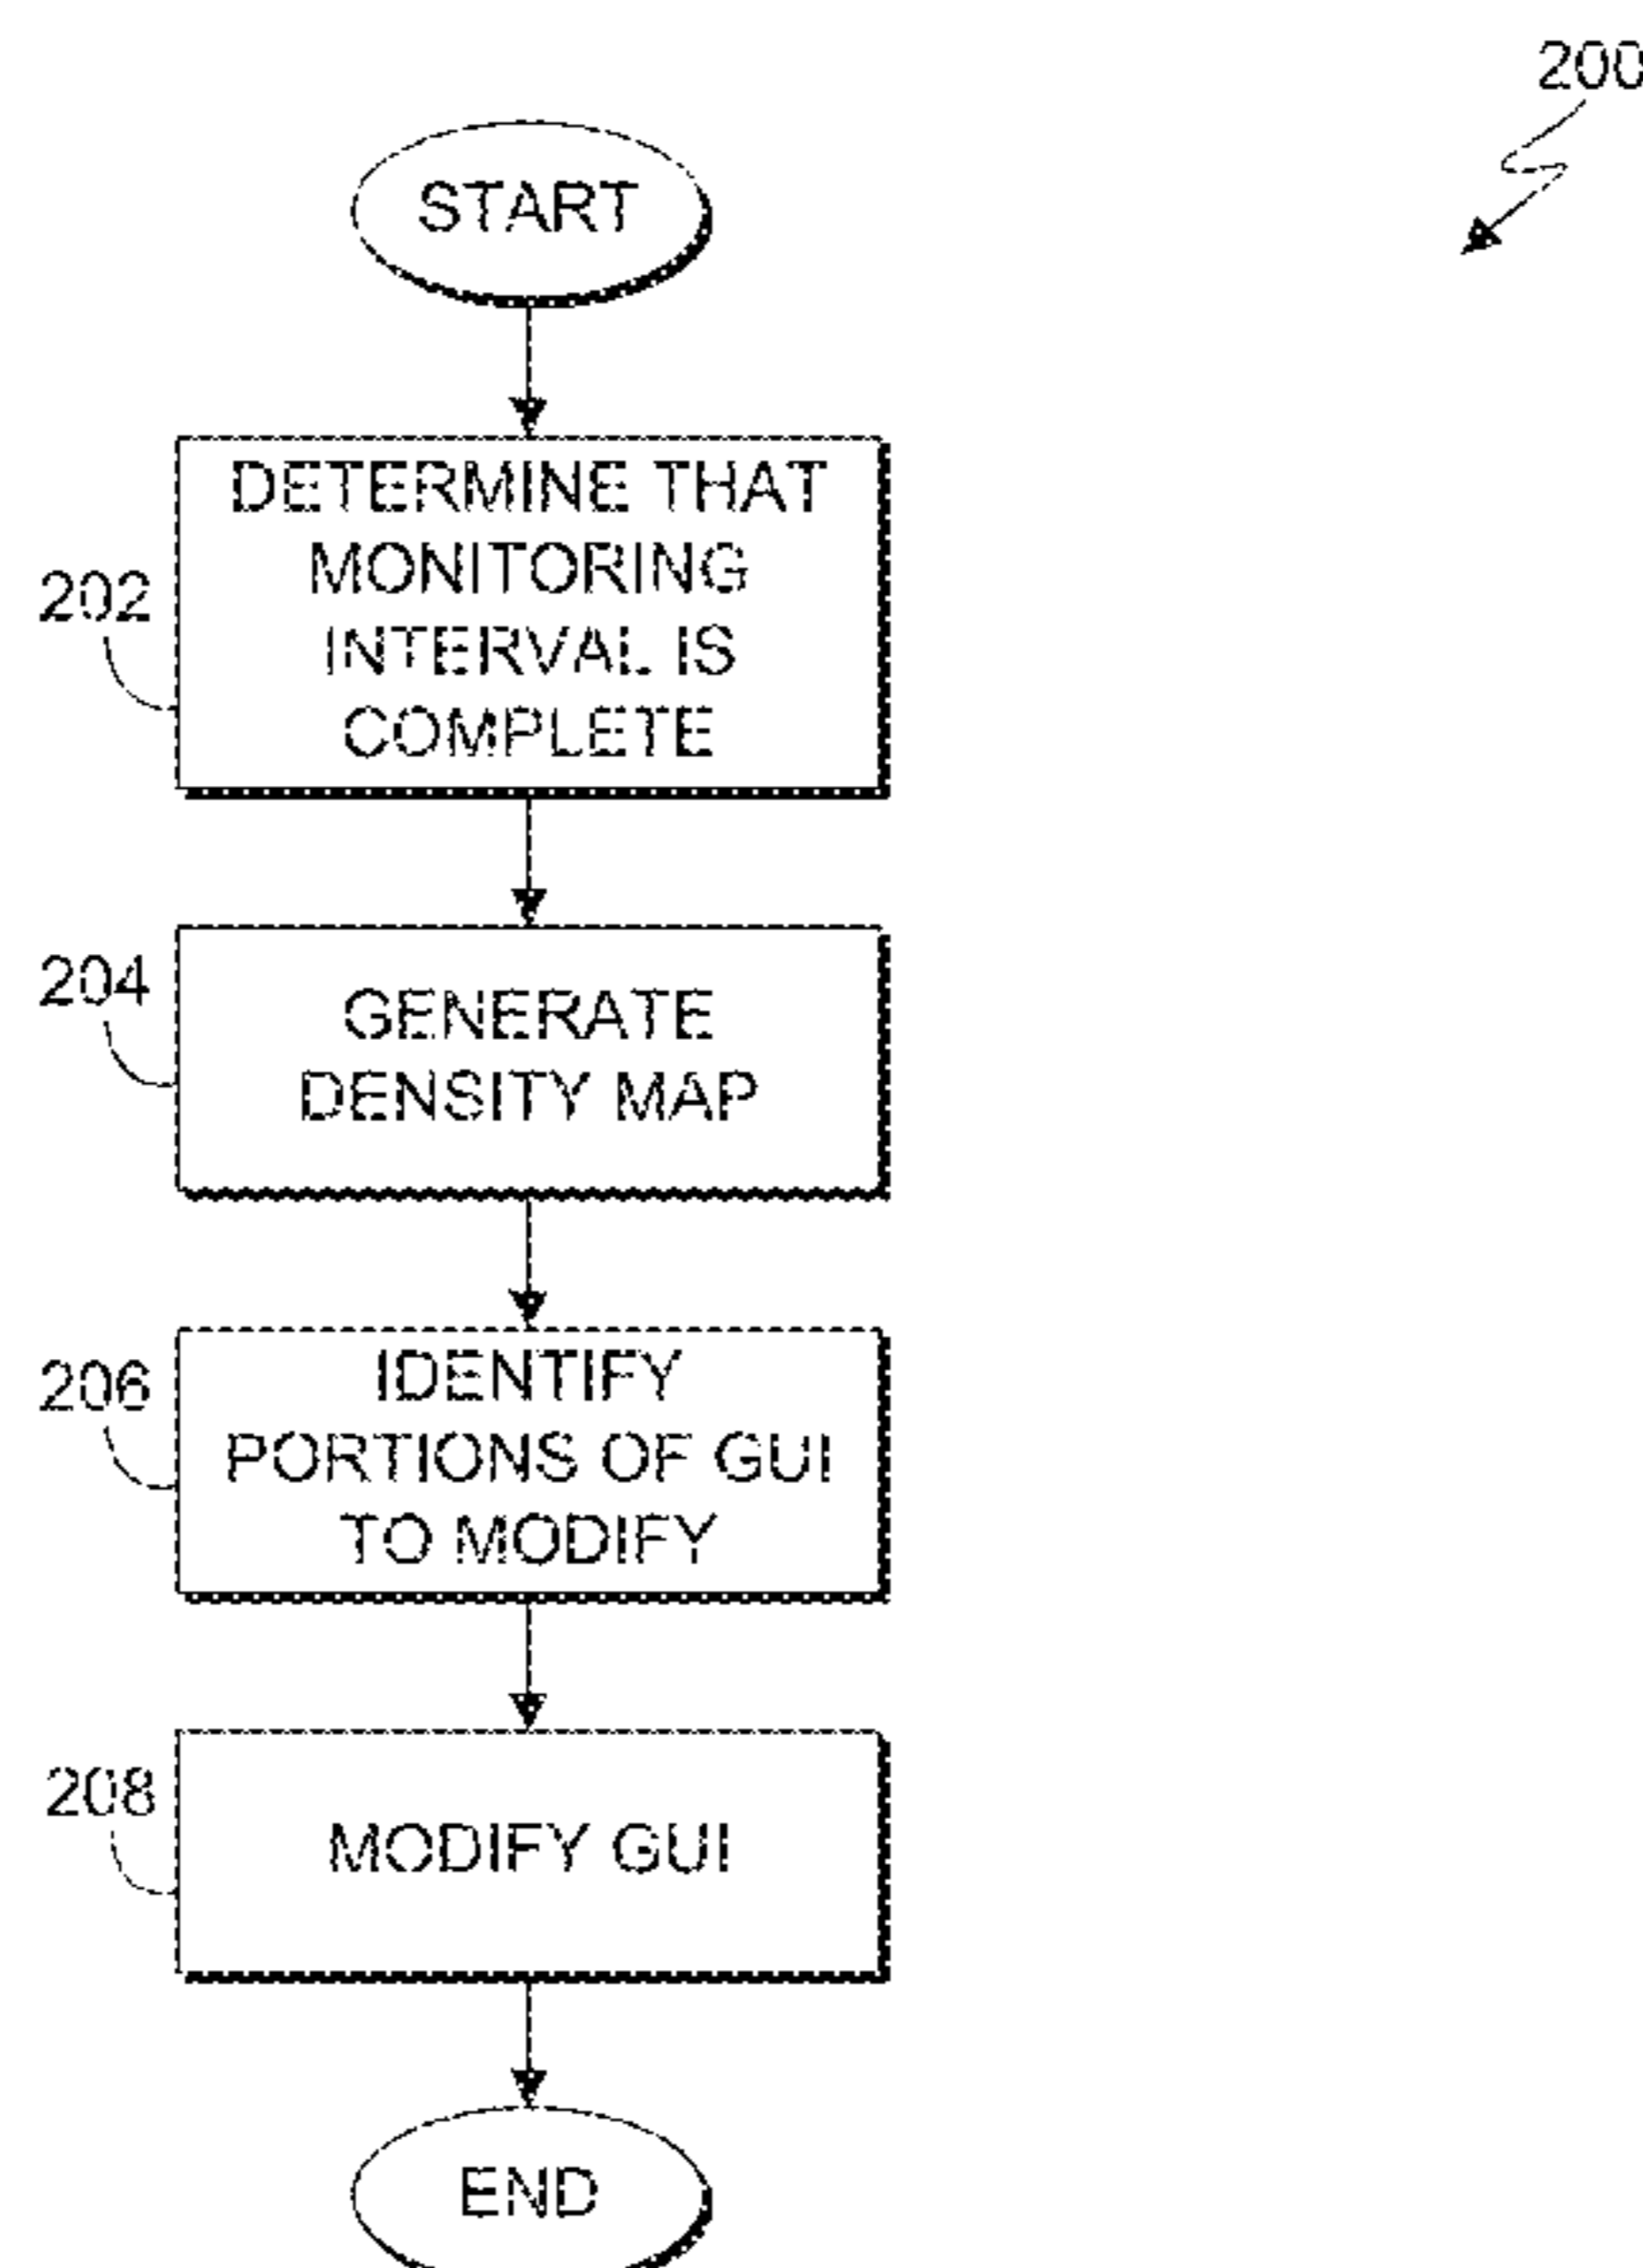 200
START
DETERMINE THAT
MONITORING
INTERVAL IS
COMPLETE
202
GENERATE
DENSITY MAP
204
IDENTIFY
PORTIONS OF GUI
TO MODIFY
206
MODIFY GUI
208
END